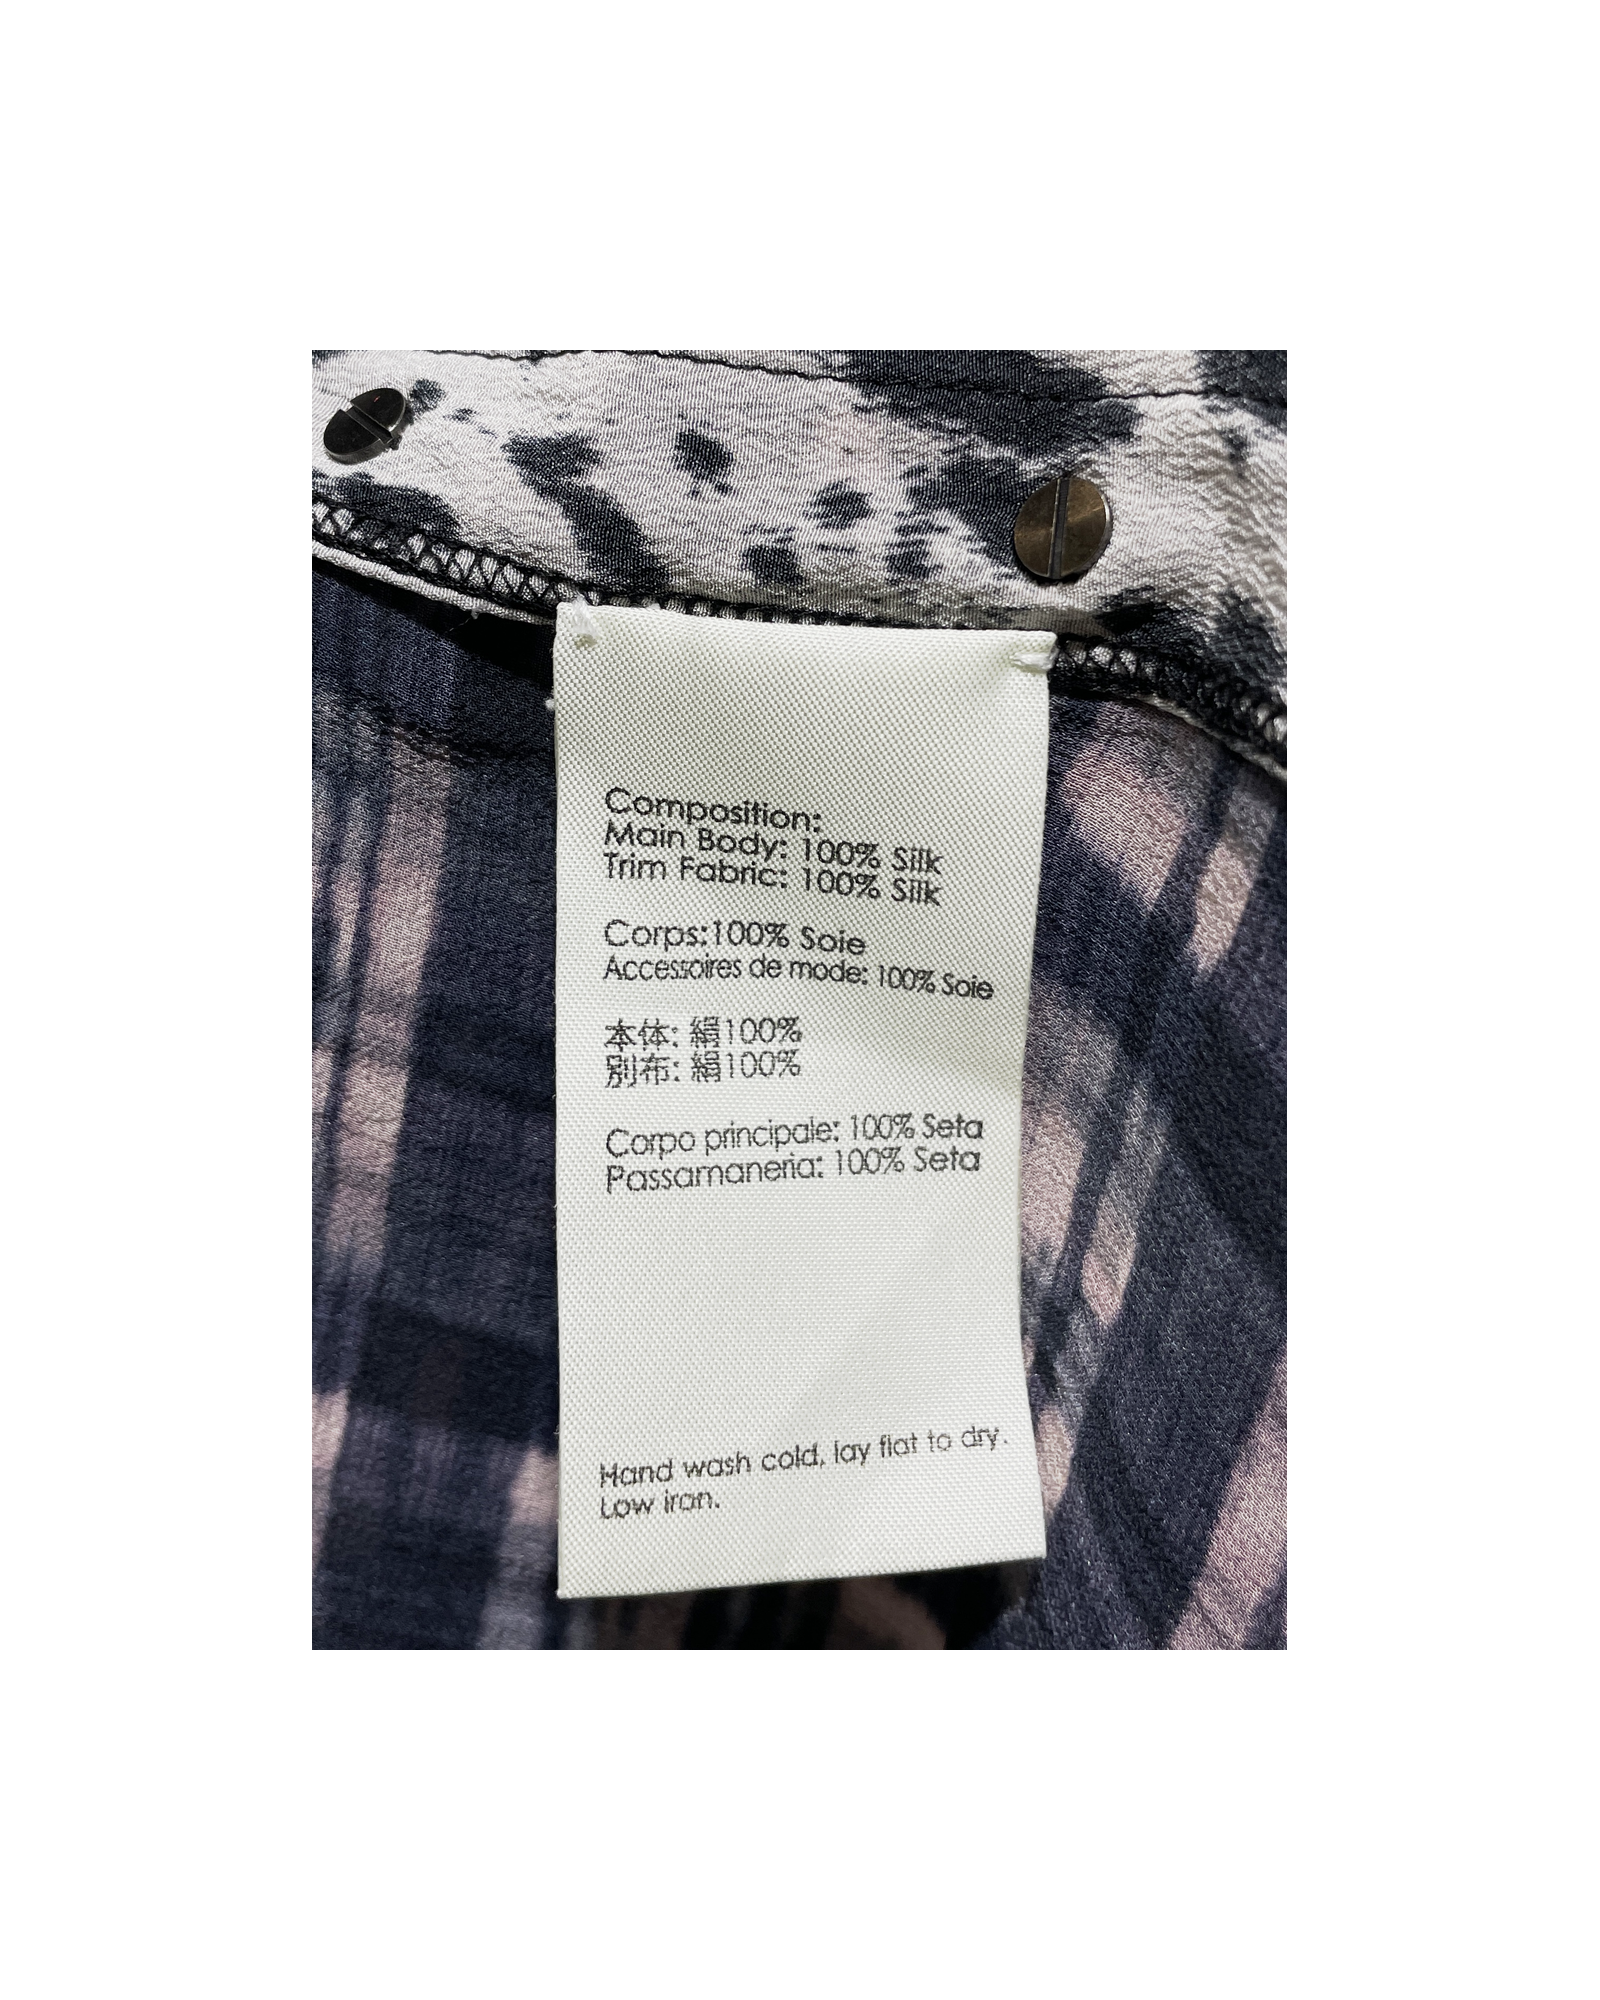 Composition:
Main Body: 100% Silk
Trim Fabric: 100% Silk
Corps:100% Soie
Accessoires de mode: 100% Soie
本体: 絹100%
別布: 絹100%
Corpo principale: 100% Seta
Passamaneria: 100% Seta
Hand wash cold, lay flat to dry.
Low iron.